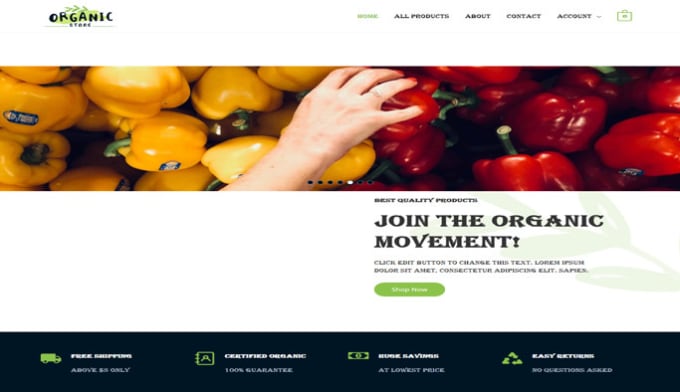 ORGANIC
STORE
HOME
ALL PRODUCTS
ABOUT
CONTACT
ACCOUNT
0
BEST QUALITY PRODUCTS
JOIN THE ORGANIC
MOVEMENT!
CLICK EDIT BUTTON TO CHANGE THIS TEXT. LOREM IPSUM
DOLOR SIT AMET, CONSECTETUR ADIPISCING ELIT. SAPIEN.
Shop Now
FREE SHIPPING
ABOVE $5 ONLY
CERTIFIED ORGANIC
100% GUARANTEE
HUGE SAVINGS
AT LOWEST PRICE
EASY RETURNS
NO QUESTIONS ASKED